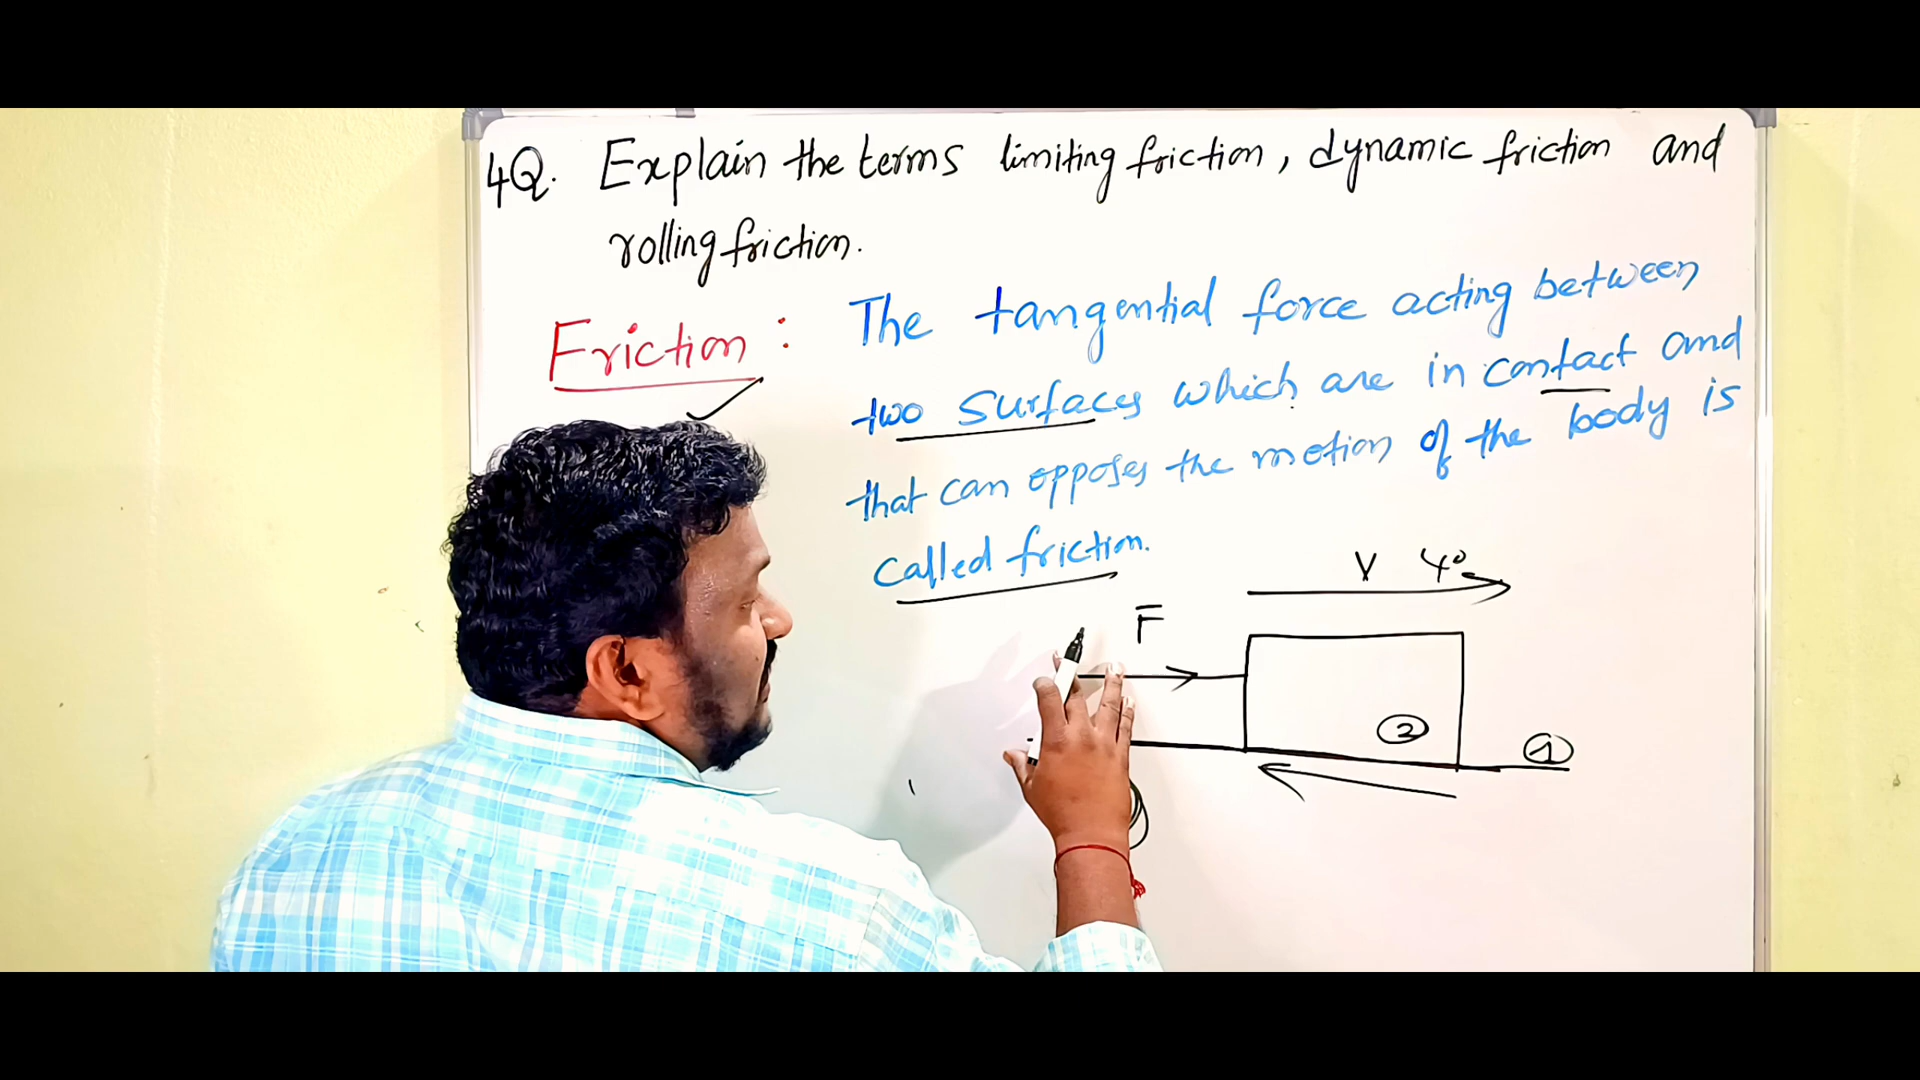 4Q. Explain the terms limiting friction, dynamic friction and
rolling friction.
Friction :
The tangential force acting between
two surfaces which are in contact and
that can opposes the motion of the body is
called friction.
V
F
2
1